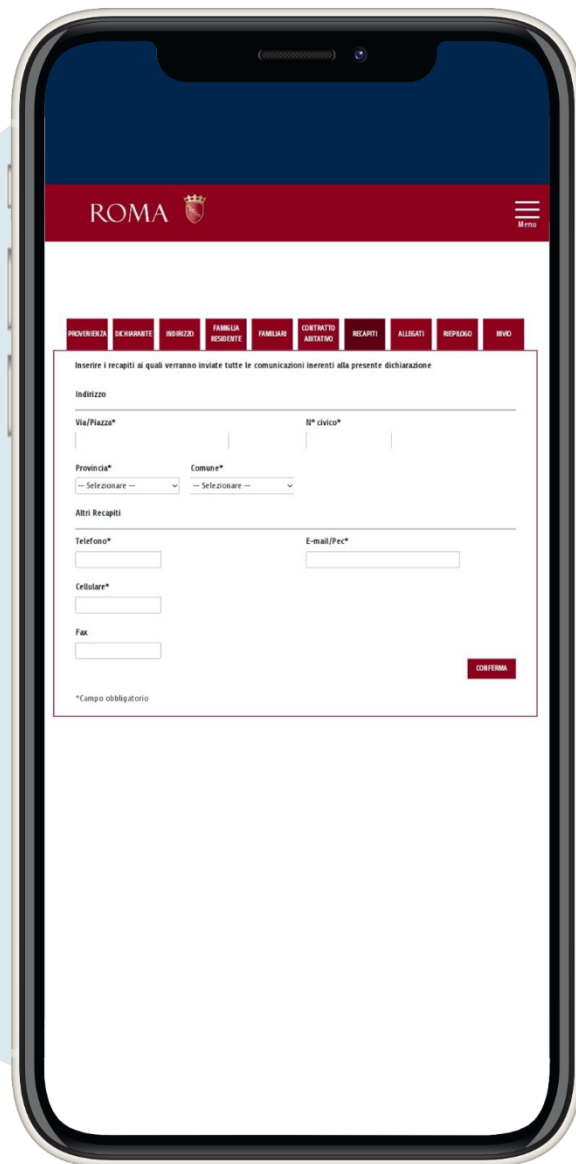 ROMA
Menu
PROVENIENZA DICHIARANTE INDIRIZZO FAMIGLIA RESIDENTE FAMILIARI CONTRATTO ABITATIVO RECAPITI ALLEGATI RIEPILOGO INVIO
Inserire i recapiti ai quali verranno inviate tutte le comunicazioni inerenti alla presente dichiarazione
Indirizzo
Via/Piazza* N° civico*
Provincia* Comune*
-- Selezionare -- -- Selezionare --
Altri Recapiti
Telefono* E-mail/Pec*
Cellulare*
Fax
CONFERMA
*Campo obbligatorio